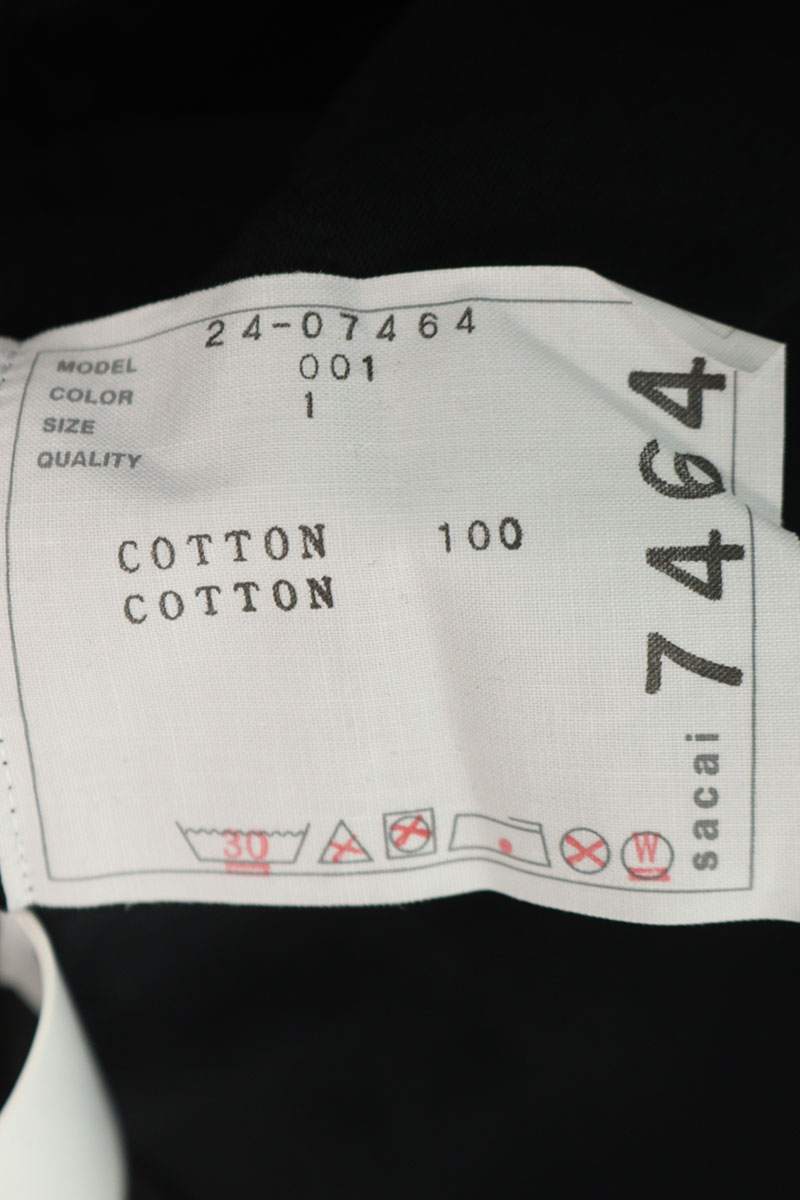 24-07464
MODEL 001
COLOR 1
SIZE
QUALITY
COTTON 100
COTTON
30
W
sacai 7464